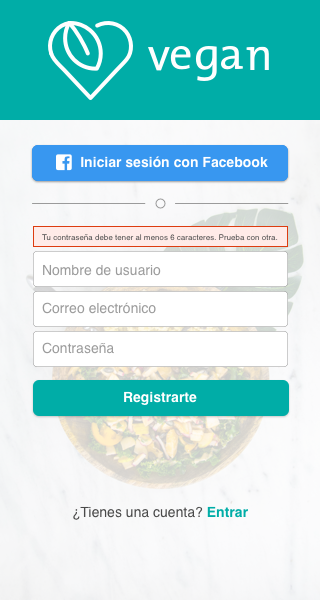 vegan
Iniciar sesión con Facebook
Tu contraseña debe tener al menos 6 caracteres. Prueba con otra.
Nombre de usuario
Correo electrónico
Contraseña
Registrarte
¿Tienes una cuenta? Entrar